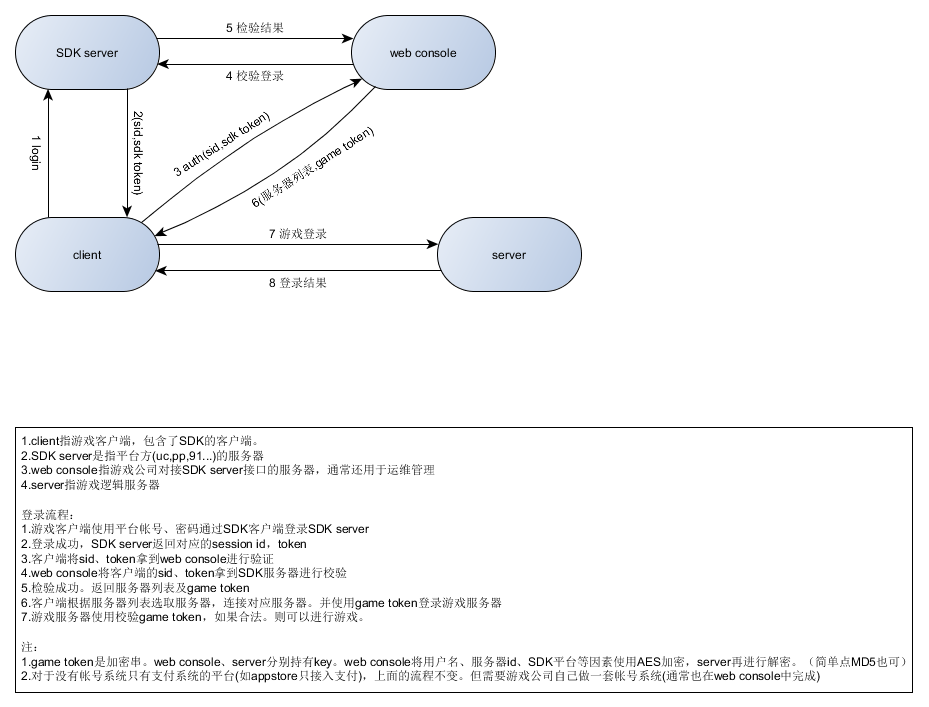 5 检验结果
SDK server
web console
4 校验登录
1 login
2(sid,sdk token)
3 auth(sid,sdk token)
6(服务器列表,game token)
7 游戏登录
client
server
8 登录结果
1.client指游戏客户端，包含了SDK的客户端。
2.SDK server是指平台方(uc,pp,91...)的服务器
3.web console指游戏公司对接SDK server接口的服务器，通常还用于运维管理
4.server指游戏逻辑服务器
登录流程：
1.游戏客户端使用平台帐号、密码通过SDK客户端登录SDK server
2.登录成功，SDK server返回对应的session id，token
3.客户端将sid、token拿到web console进行验证
4.web console将客户端的sid、token拿到SDK服务器进行校验
5.检验成功。返回服务器列表及game token
6.客户端根据服务器列表选取服务器，连接对应服务器。并使用game token登录游戏服务器
7.游戏服务器使用校验game token，如果合法。则可以进行游戏。
注：
1.game token是加密串。web console、server分别持有key。web console将用户名、服务器id、SDK平台等因素使用AES加密，server再进行解密。（简单点MD5也可）
2.对于没有帐号系统只有支付系统的平台(如appstore只接入支付)，上面的流程不变。但需要游戏公司自己做一套帐号系统(通常也在web console中完成)